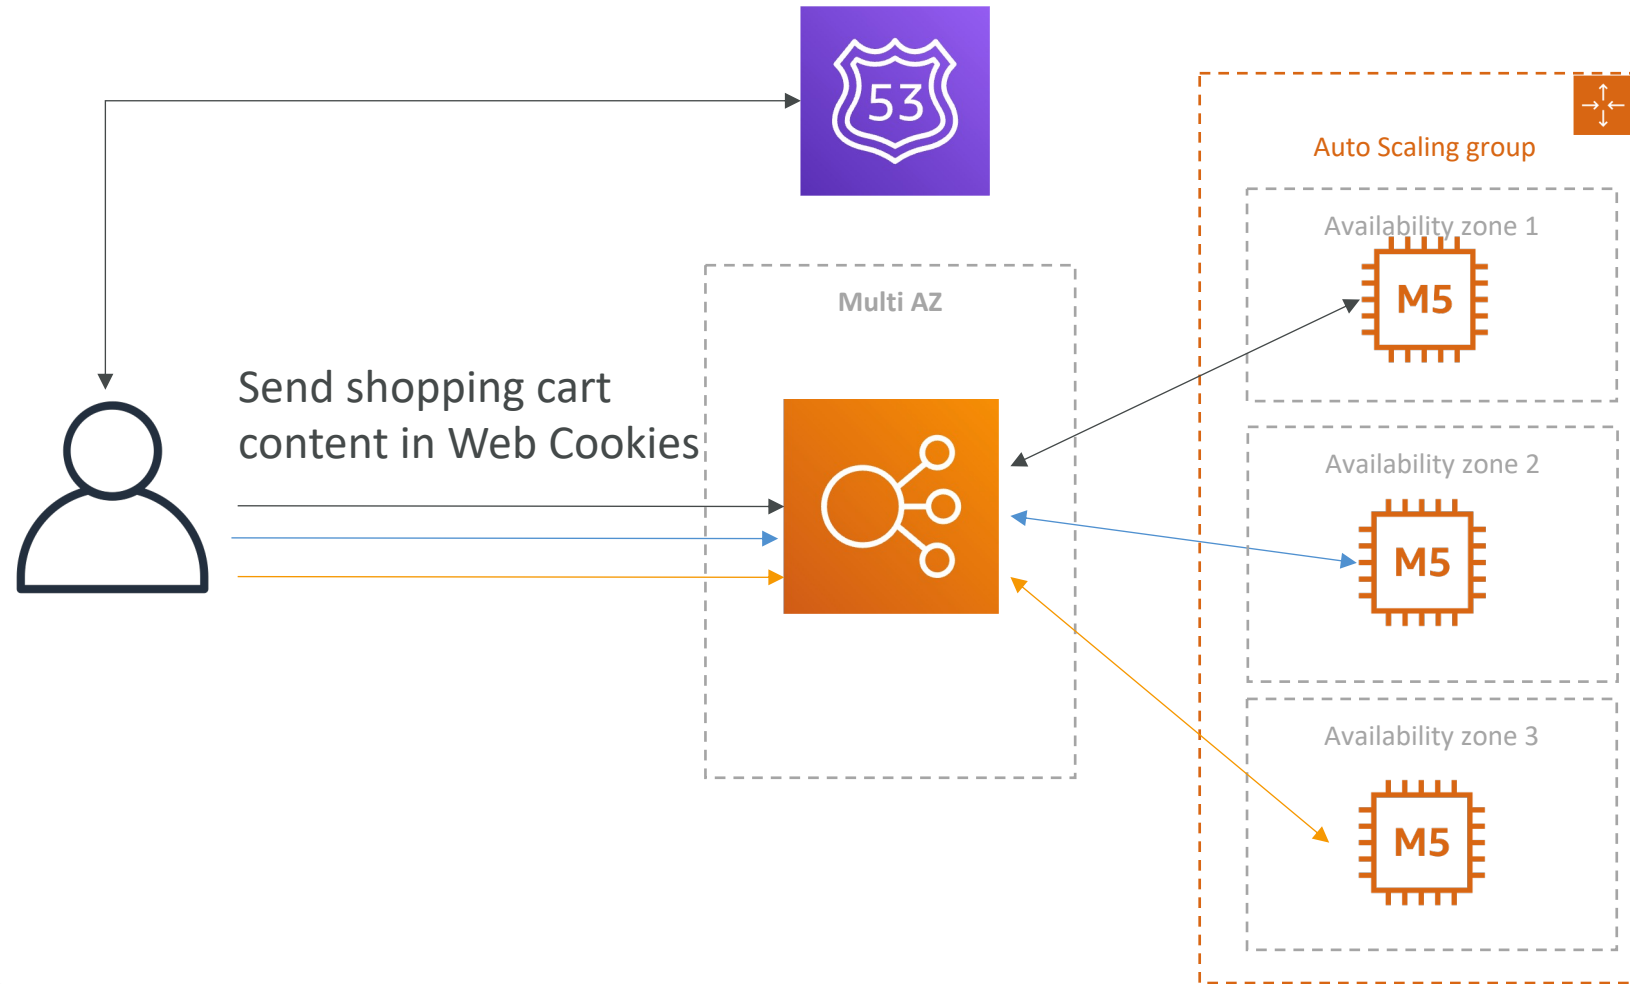 53
Auto Scaling group
Availability zone 1
M5
Multi AZ
Send shopping cart
content in Web Cookies
Availability zone 2
M5
Availability zone 3
M5